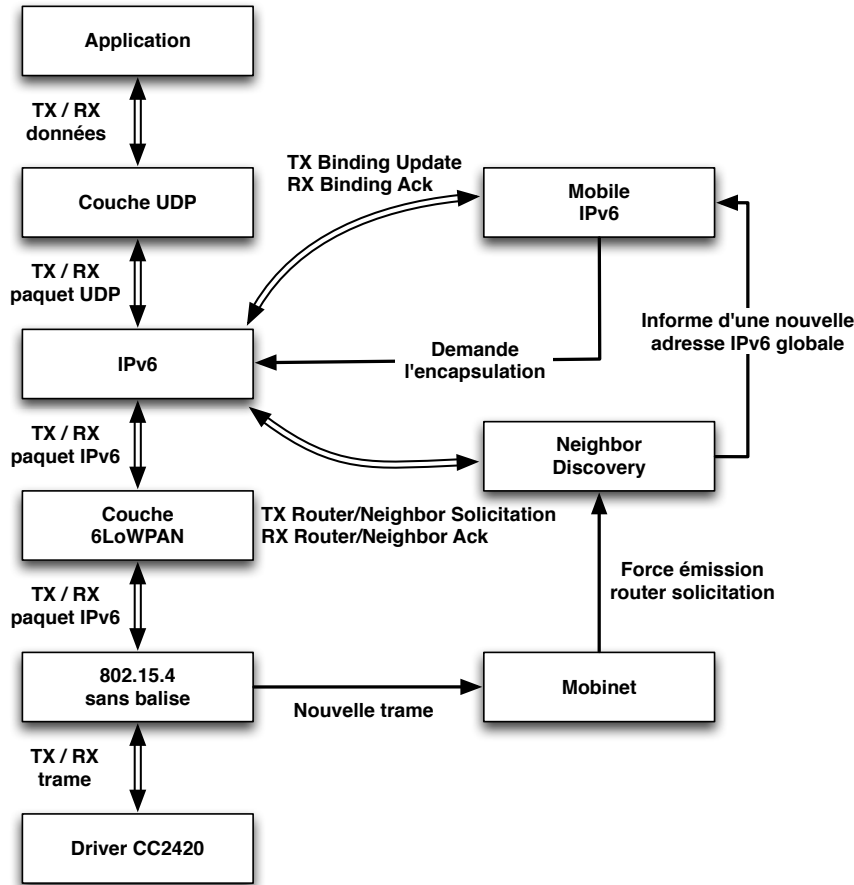 Application
TX / RX
données
Couche UDP
TX / RX
paquet UDP
IPv6
TX / RX
paquet IPv6
Couche
6LoWPAN
TX / RX
paquet IPv6
802.15.4
sans balise
TX / RX
trame
Driver CC2420
TX Binding Update
RX Binding Ack
Mobile
IPv6
Demande
l'encapsulation
Informe d'une nouvelle
adresse IPv6 globale
Neighbor
Discovery
TX Router/Neighbor Solicitation
RX Router/Neighbor Ack
Force émission
router solicitation
Nouvelle trame
Mobinet